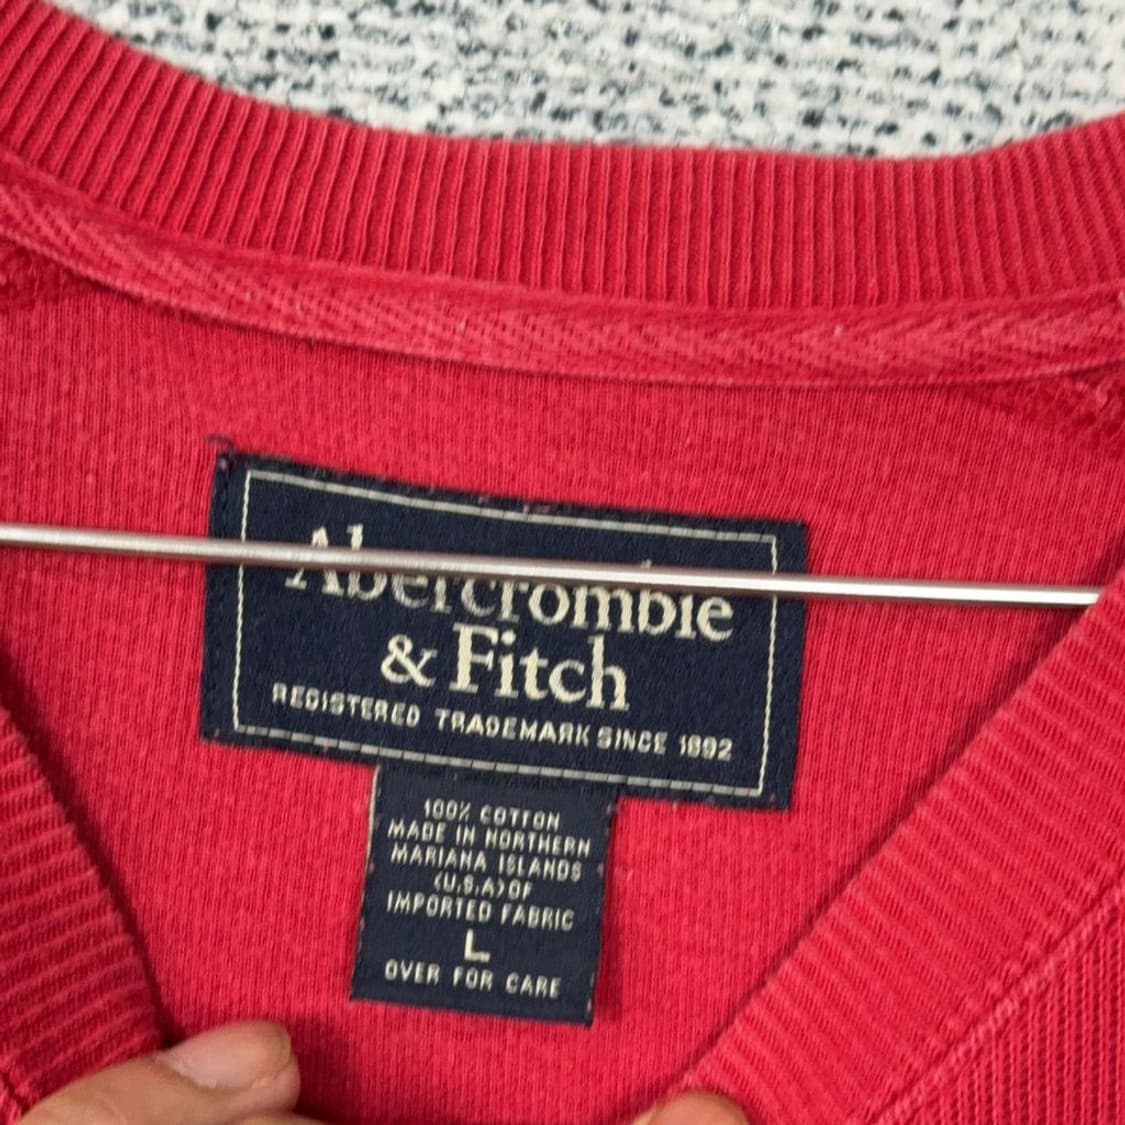 Abercrombie
& Fitch
REGISTERED TRADEMARK SINCE 1892
100% COTTON
MADE IN NORTHERN
MARIANA ISLANDS
(U.S.A) OF
IMPORTED FABRIC
L
OVER FOR CARE